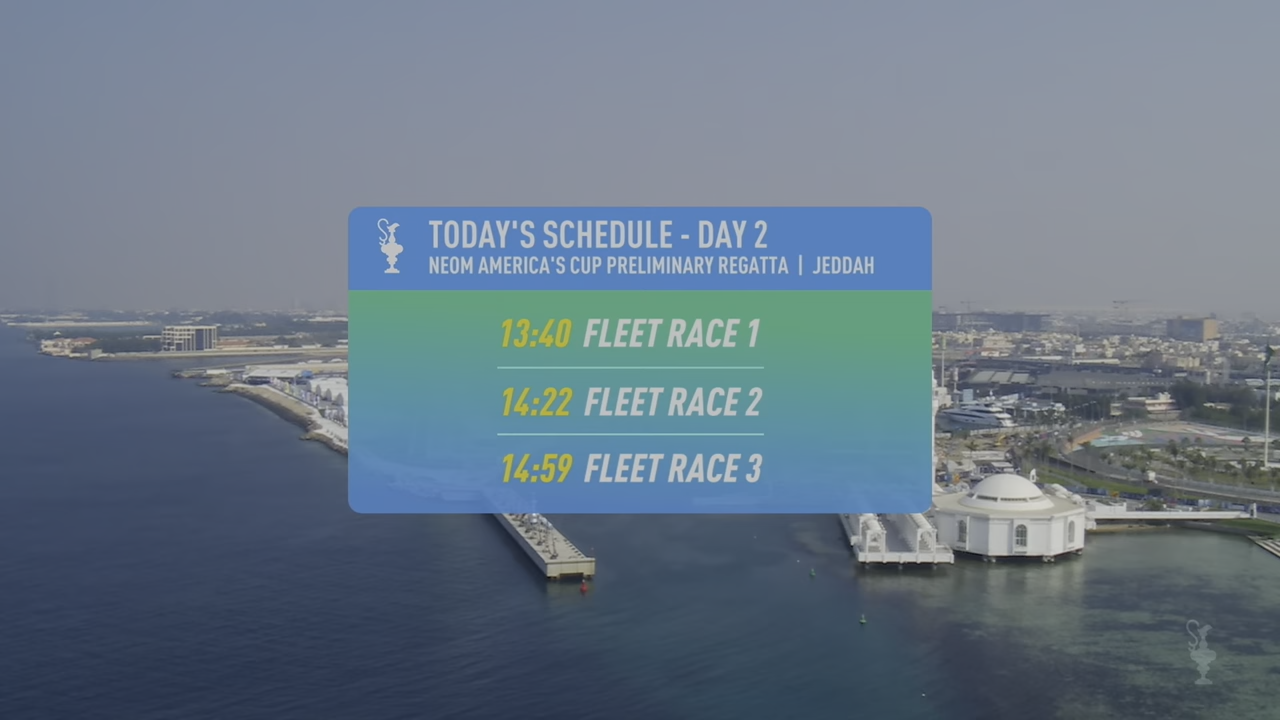 TODAY'S SCHEDULE - DAY 2
NEOM AMERICA'S CUP PRELIMINARY REGATTA | JEDDAH
13:40 FLEET RACE 1
14:22 FLEET RACE 2
14:59 FLEET RACE 3